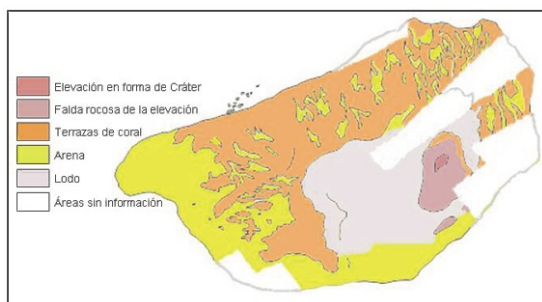 Elevación en forma de Cráter
Falda rocosa de la elevación
Terrazas de coral
Arena
Lodo
Áreas sin información